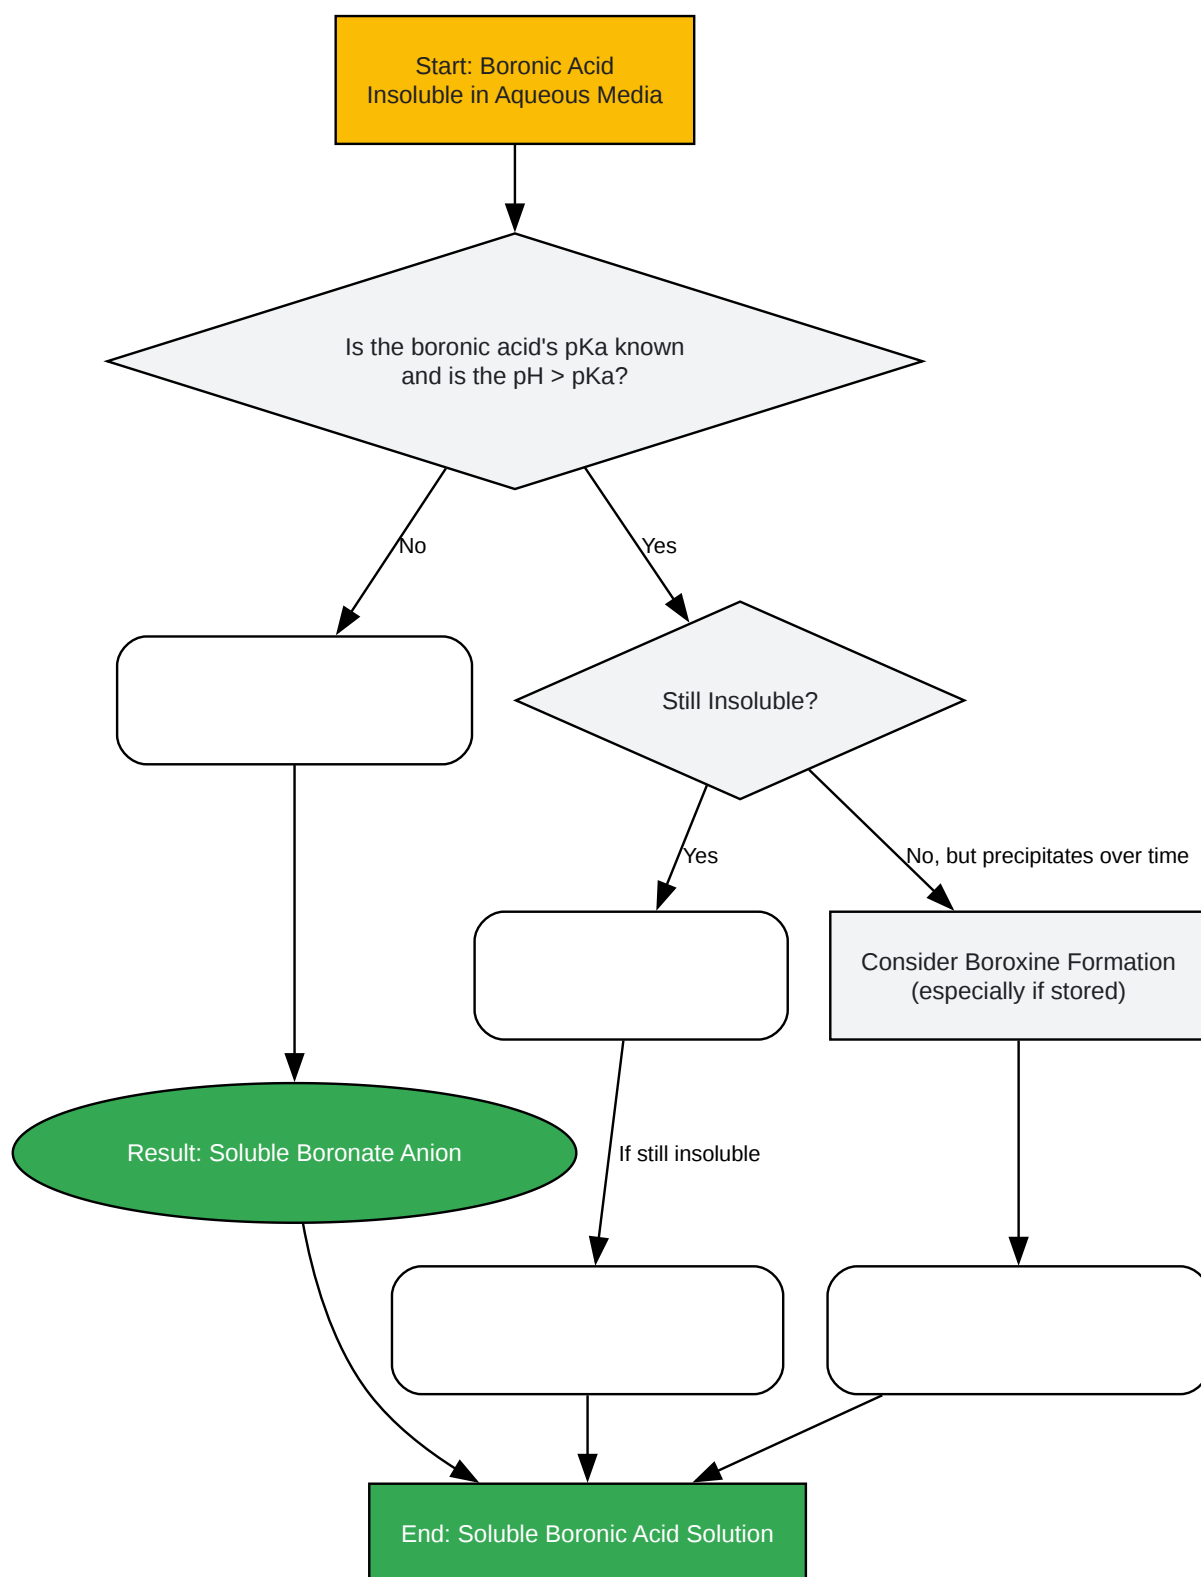 Start: Boronic Acid
Insoluble in Aqueous Media
Is the boronic acid's pKa known
and is the pH > pKa?
No
Yes
Still Insoluble?
Yes
No, but precipitates over time
Consider Boroxine Formation
(especially if stored)
Result: Soluble Boronate Anion
If still insoluble
End: Soluble Boronic Acid Solution